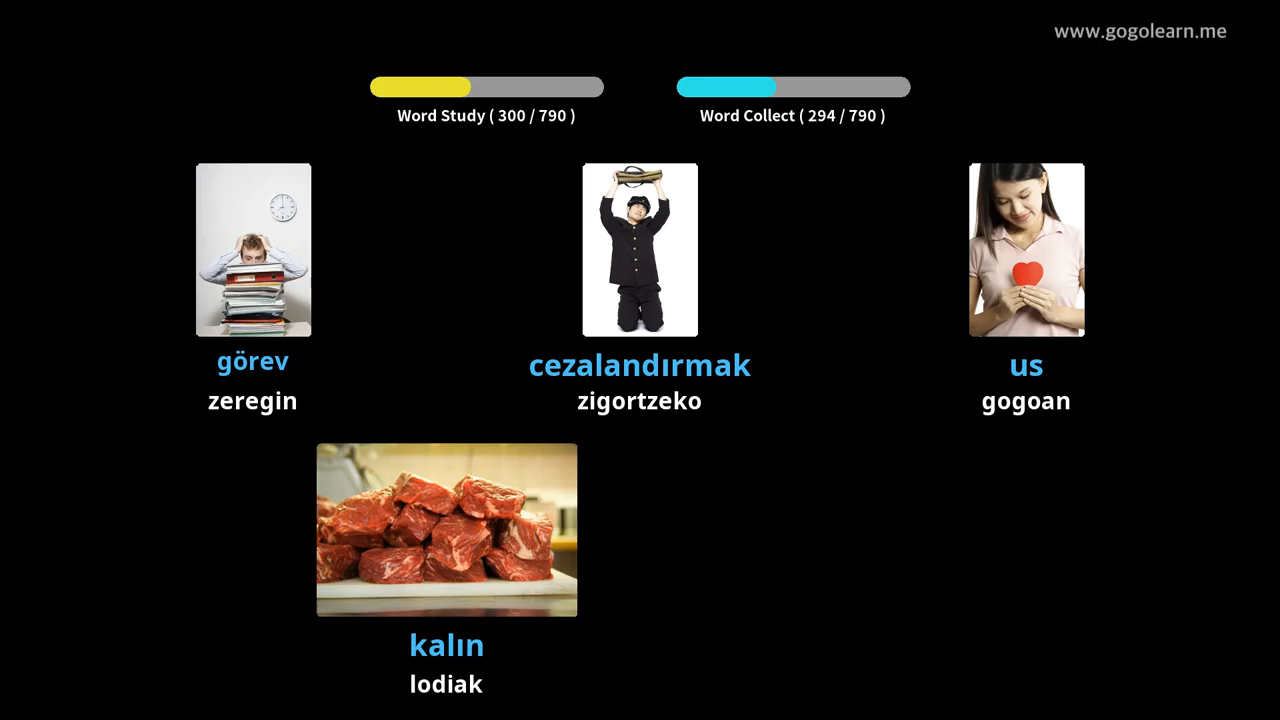 www.gogolearn.me
Word Study ( 300 / 790 )
Word Collect ( 294 / 790 )
görev
zeregin
cezalandırmak
zigortzeko
us
gogoan
kalın
lodiak